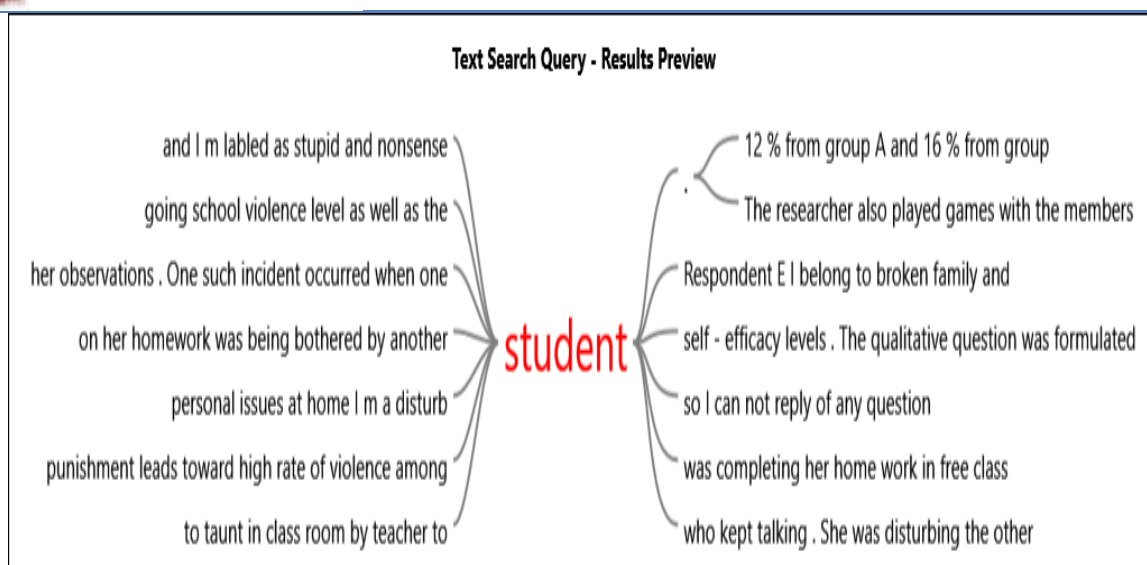 Text Search Query - Results Preview
and I m labled as stupid and nonsense
going school violence level as well as the
her observations . One such incident occurred when one
on her homework was being bothered by another
personal issues at home I m a disturb
punishment leads toward high rate of violence among
to taunt in class room by teacher to
student
.
12 % from group A and 16 % from group
The researcher also played games with the members
Respondent E I belong to broken family and
self - efficacy levels . The qualitative question was formulated
so I can not reply of any question
was completing her home work in free class
who kept talking . She was disturbing the other